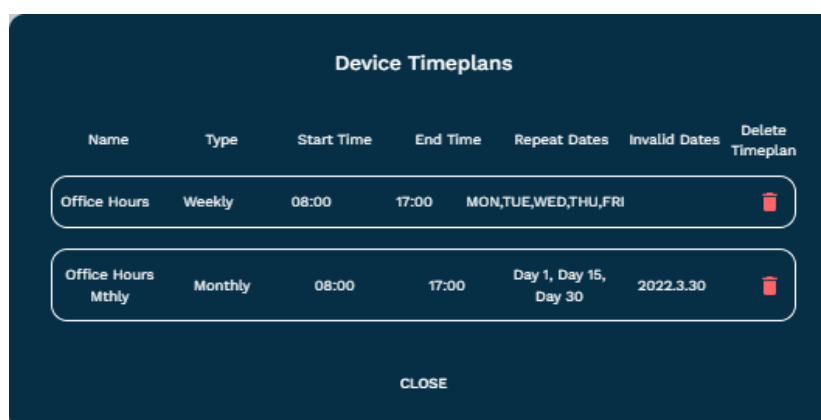 Device Timeplans
Name Type Start Time End Time Repeat Dates Invalid Dates Delete Timeplan
Office Hours Weekly 08:00 17:00 MON,TUE,WED,THU,FRI
Office Hours Mthly Monthly 08:00 17:00 Day 1, Day 15, Day 30 2022.3.30
CLOSE